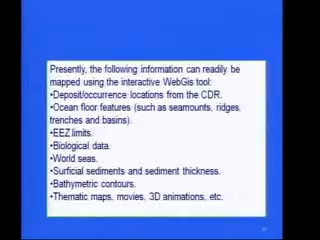 Presently, the following information can readily be
mapped using the interactive WebGis tool:
•Deposit/occurrence locations from the CDR.
•Ocean floor features (such as seamounts, ridges,
trenches and basins).
•EEZ limits.
•Biological data.
•World seas.
•Surficial sediments and sediment thickness.
•Bathymetric contours.
•Thematic maps, movies, 3D animations, etc.